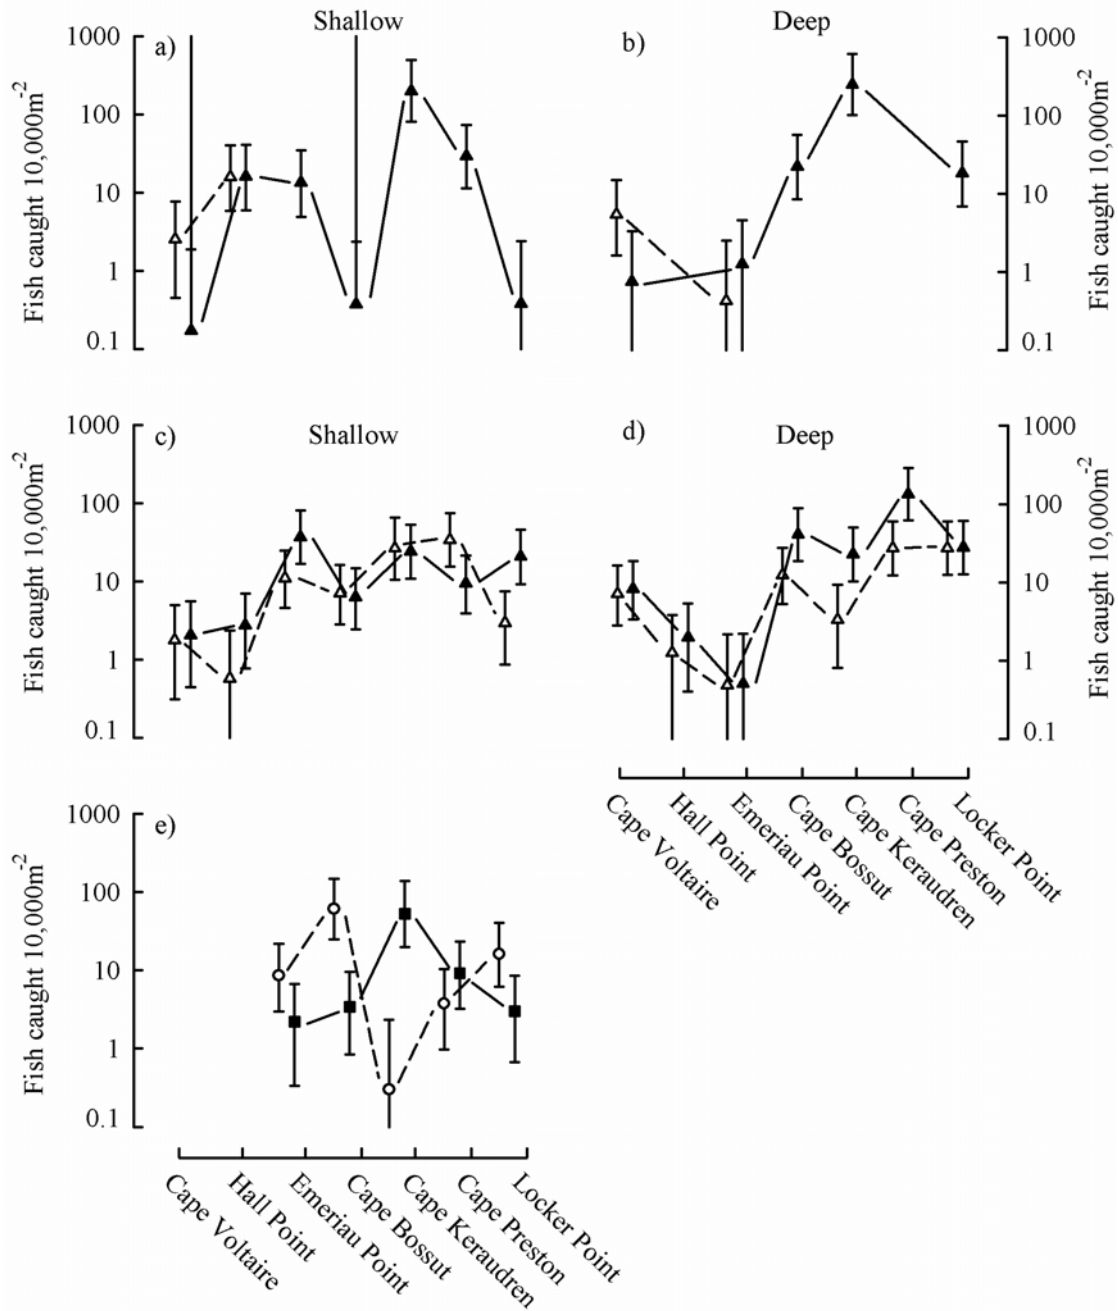 Shallow
Deep
a)
b)
1000
100
10
1
0.1
Fish caught 10,000m-2
1000
100
10
1
0.1
Fish caught 10,000m-2
c)
Shallow
d)
Deep
1000
100
10
1
0.1
Fish caught 10,000m-2
1000
100
10
1
0.1
Fish caught 10,000m-2
Cape Voltaire
Hall Point
Emeriau Point
Cape Bossut
Cape Keraudren
Cape Preston
Locker Point
e)
1000
100
10
1
0.1
Fish caught 10,000m-2
Cape Voltaire
Hall Point
Emeriau Point
Cape Bossut
Cape Keraudren
Cape Preston
Locker Point